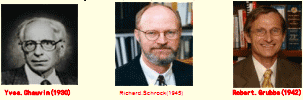 Yves. Chauvin (1930)
Richard Schrock (1945)
Robert. Grubbs (1942)